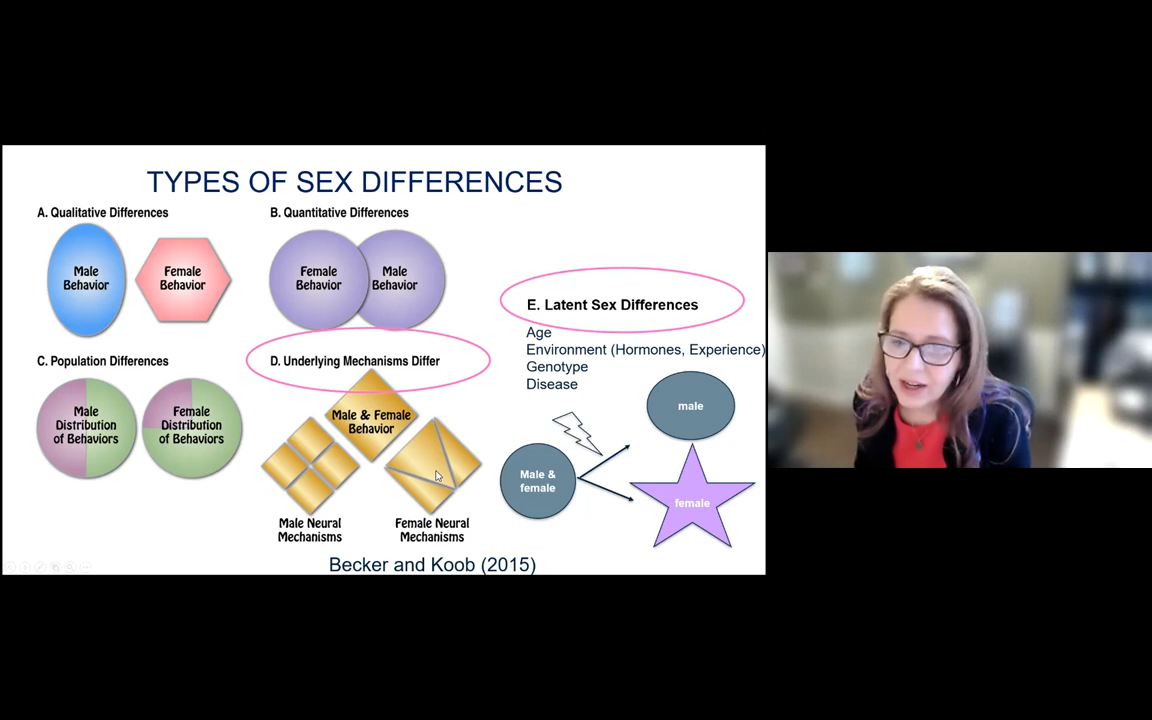 TYPES OF SEX DIFFERENCES
A. Qualitative Differences
Male
Behavior
Female
Behavior
B. Quantitative Differences
Female
Behavior
Male
Behavior
C. Population Differences
Male
Distribution
of Behaviors
Female
Distribution
of Behaviors
D. Underlying Mechanisms Differ
Male & Female
Behavior
Male Neural
Mechanisms
Female Neural
Mechanisms
E. Latent Sex Differences
Age
Environment (Hormones, Experience)
Genotype
Disease
Male &
female
male
female
Becker and Koob (2015)